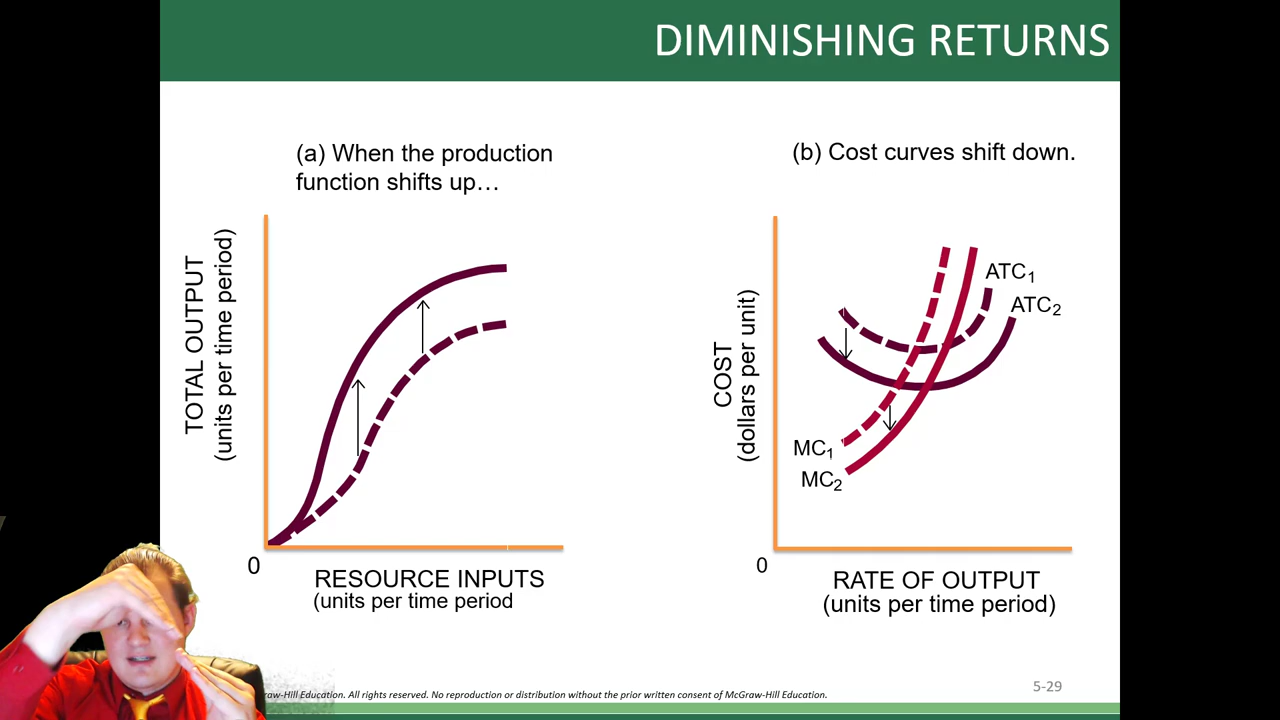 DIMINISHING RETURNS
(a) When the production
function shifts up…
TOTAL OUTPUT
(units per time period)
0
RESOURCE INPUTS
(units per time period
(b) Cost curves shift down.
COST
(dollars per unit)
ATC1
ATC2
MC1
MC2
0
RATE OF OUTPUT
(units per time period)
Education. All rights reserved. No reproduction or distribution without the prior written consent of McGraw-Hill Education.
5-29